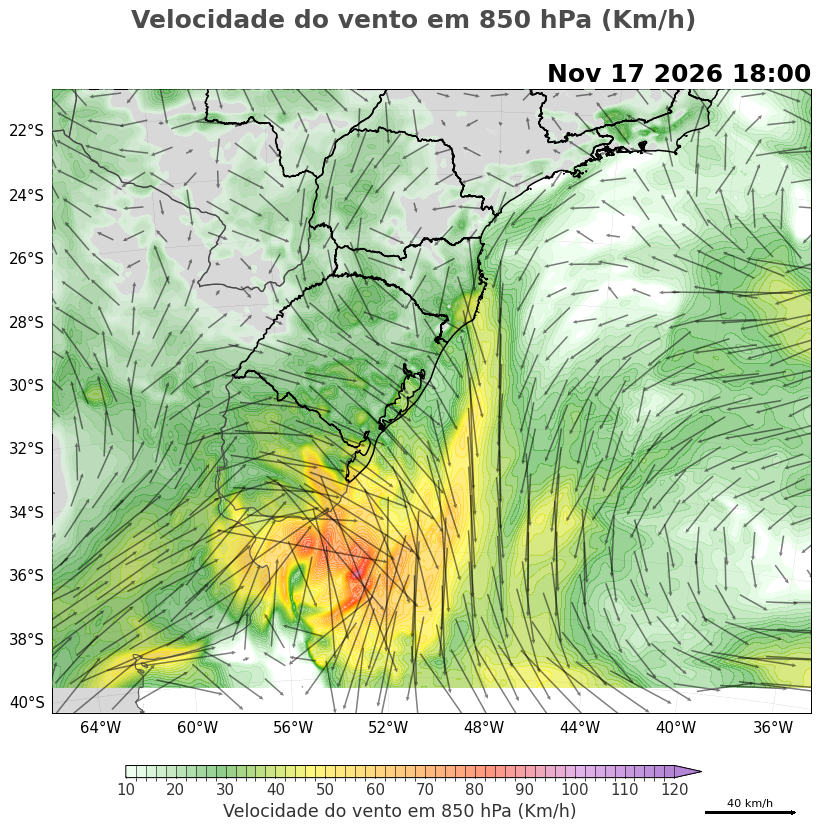 Velocidade do vento em 850 hPa (Km/h)
Nov 17 2026 18:00
22°S
24°S
26°S
28°S
30°S
32°S
34°S
36°S
38°S
40°S
64°W 60°W 56°W 52°W 48°W 44°W 40°W 36°W
10 20 30 40 50 60 70 80 90 100 110 120
Velocidade do vento em 850 hPa (Km/h)
40 km/h